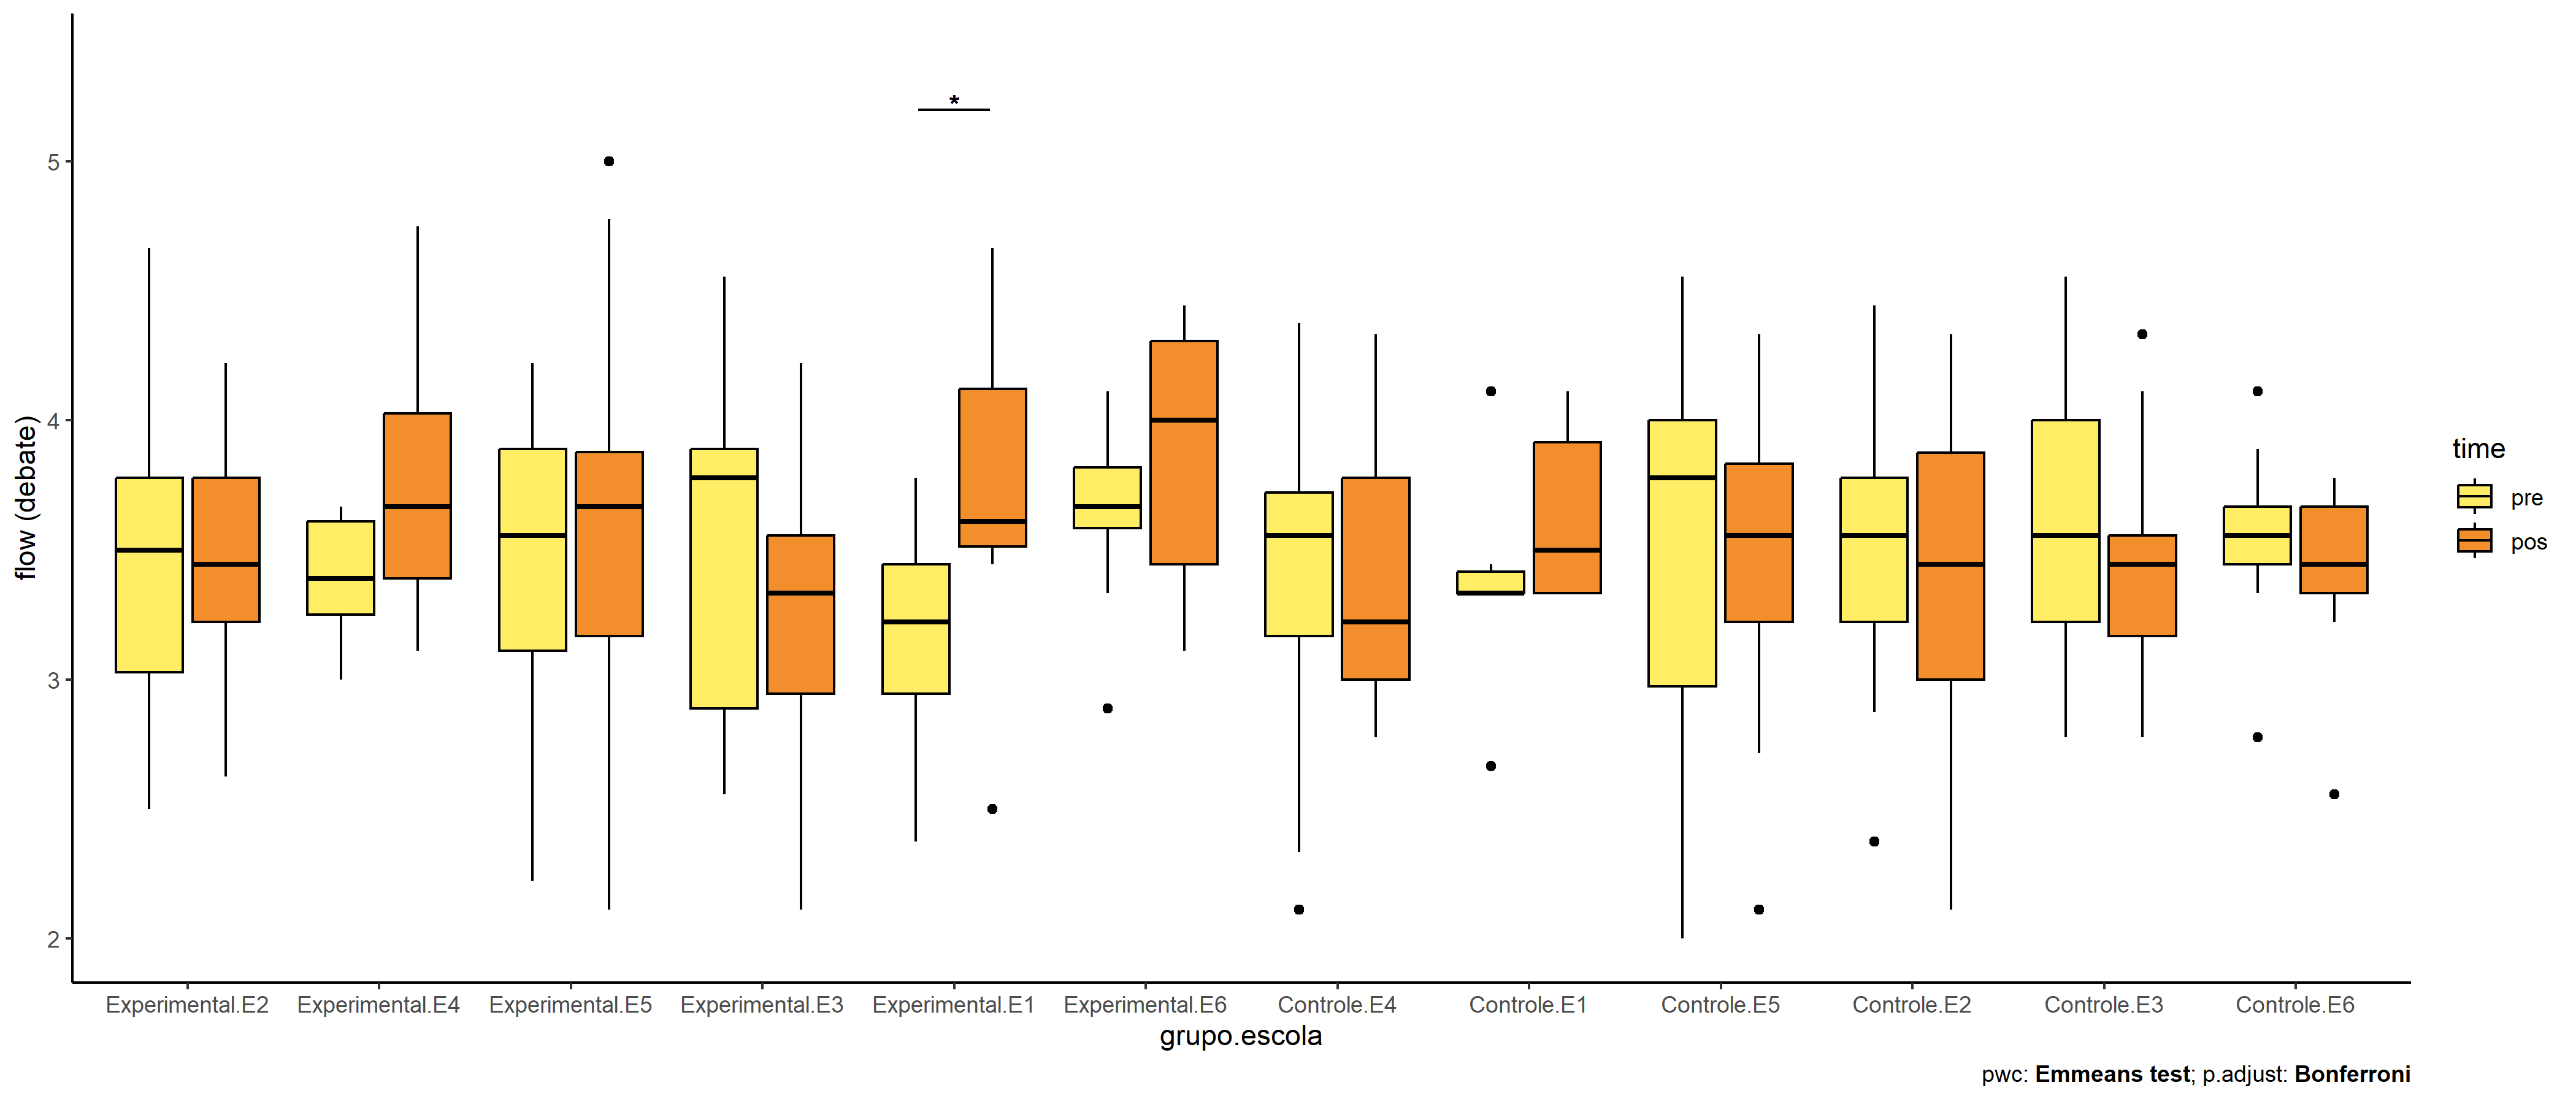 *
5
4
3
2
flow (debate)
Experimental.E2 Experimental.E4 Experimental.E5 Experimental.E3 Experimental.E1 Experimental.E6 Controle.E4 Controle.E1 Controle.E5 Controle.E2 Controle.E3 Controle.E6
grupo.escola
time
pre
pos
pwc: Emmeans test; p.adjust: Bonferroni